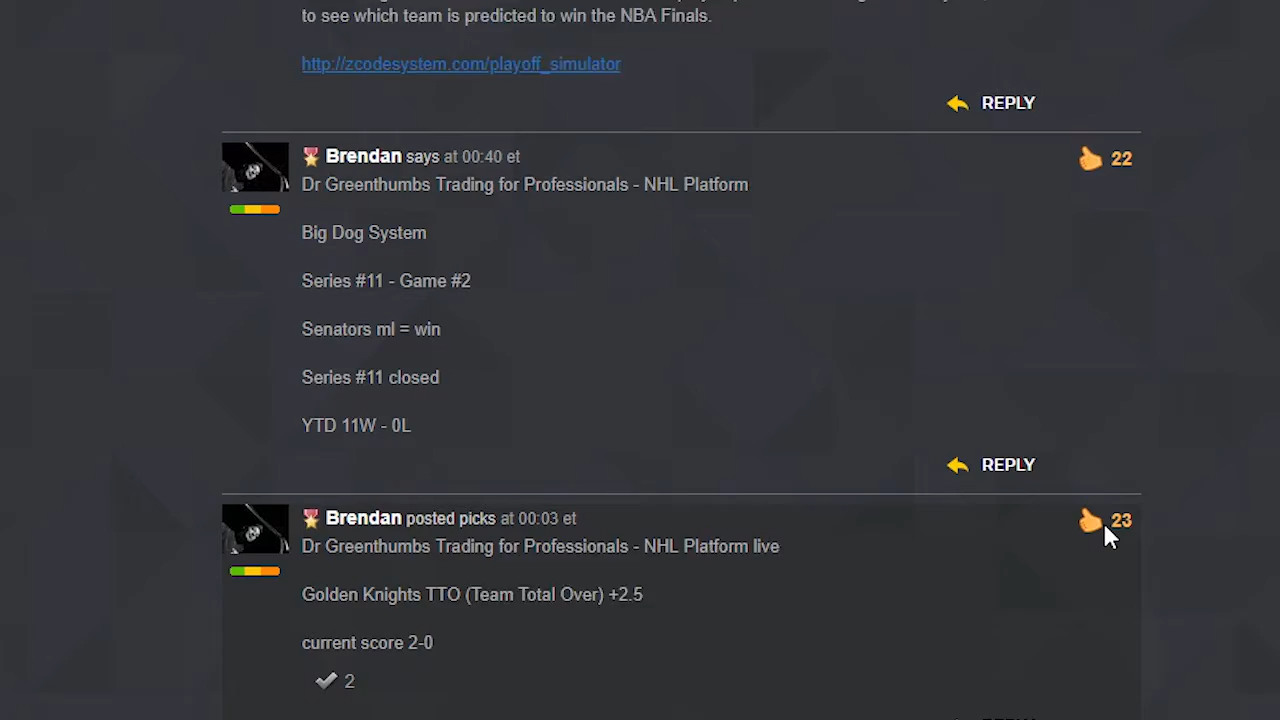 to see which team is predicted to win the NBA Finals.
http://zcodesystem.com/playoff_simulator
REPLY
Brendan says at 00:40 et
22
Dr Greenthumbs Trading for Professionals - NHL Platform
Big Dog System
Series #11 - Game #2
Senators ml = win
Series #11 closed
YTD 11W - 0L
REPLY
Brendan posted picks at 00:03 et
23
Dr Greenthumbs Trading for Professionals - NHL Platform live
Golden Knights TTO (Team Total Over) +2.5
current score 2-0
2